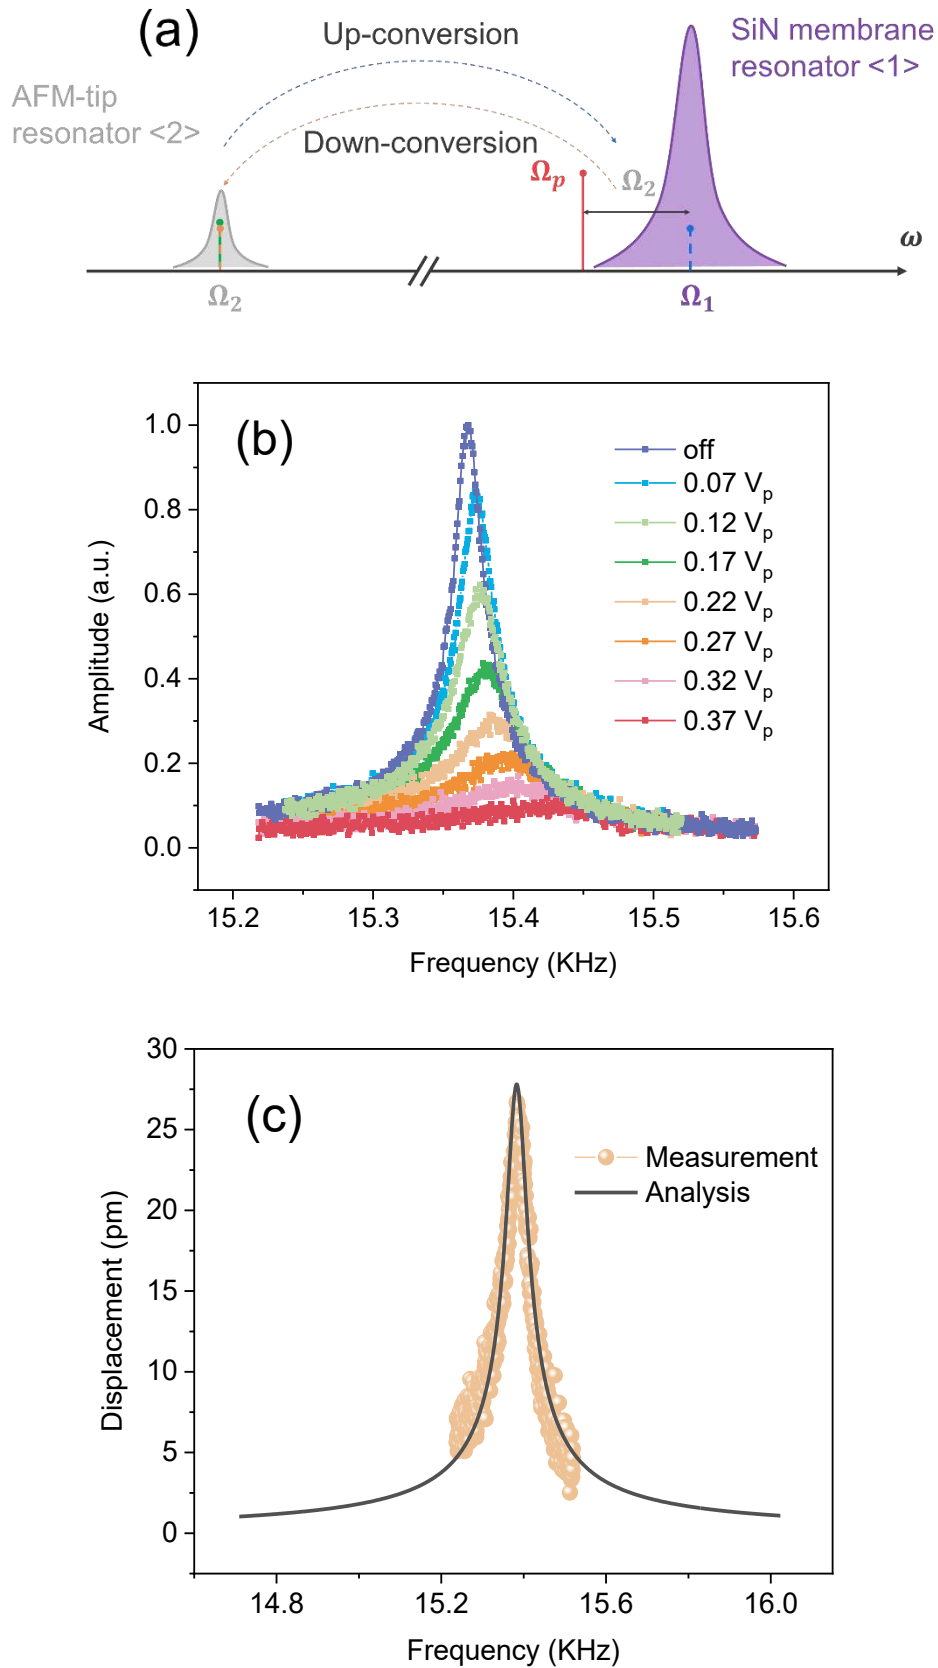 (a)
Up-conversion
SiN membrane
resonator <1>
AFM-tip
resonator <2>
Down-conversion
Ωp
Ω2
ω
Ω2
Ω1
(b)
1.0
0.8
0.6
0.4
0.2
0.0
Amplitude (a.u.)
off
0.07 Vp
0.12 Vp
0.17 Vp
0.22 Vp
0.27 Vp
0.32 Vp
0.37 Vp
15.2 15.3 15.4 15.5 15.6
Frequency (KHz)
(c)
30
25
20
15
10
5
0
Displacement (pm)
Measurement
Analysis
14.8 15.2 15.6 16.0
Frequency (KHz)